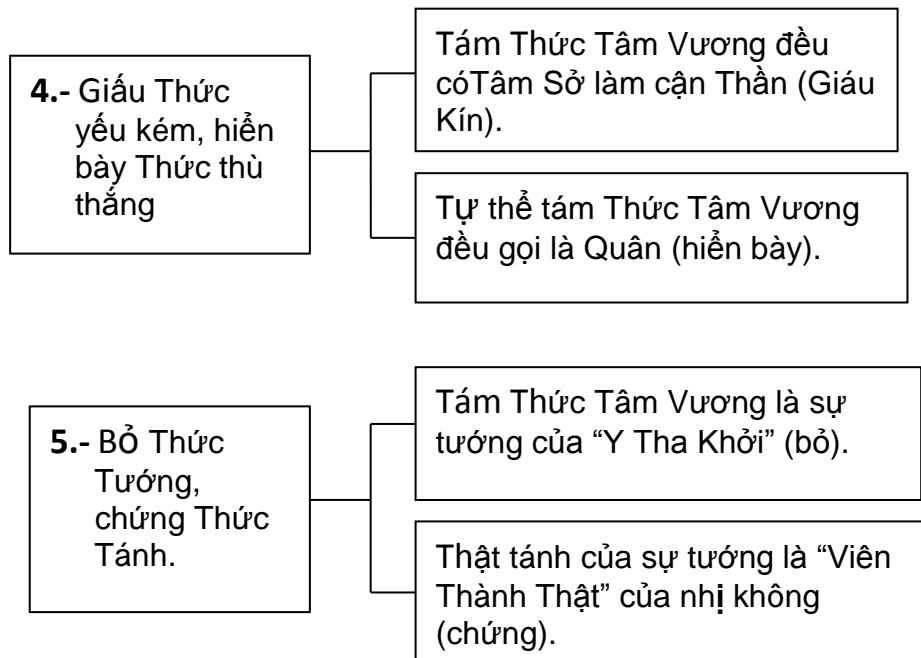 4.- Giấu Thức
yếu kém, hiển
bày Thức thù
thắng
Tám Thức Tâm Vương đều
cóTâm Sở làm cận Thần (Giáu
Kín).
Tự thể tám Thức Tâm Vương
đều gọi là Quân (hiển bày).
5.- Bỏ Thức
Tướng,
chứng Thức
Tánh.
Tám Thức Tâm Vương là sự
tướng của “Y Tha Khởi” (bỏ).
Thật tánh của sự tướng là “Viên
Thành Thật” của nhị không
(chứng).